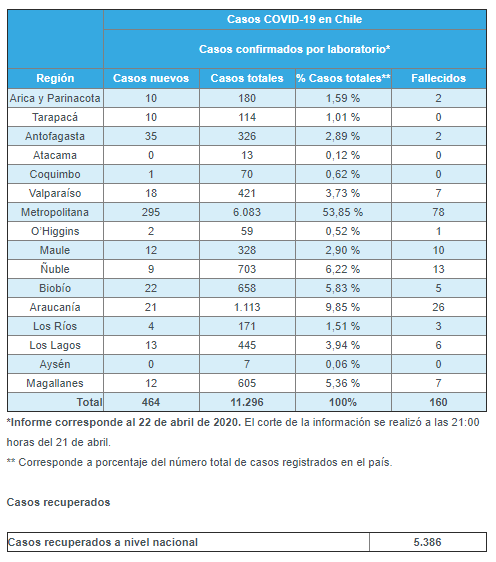 Casos COVID-19 en Chile
Casos confirmados por laboratorio*
Región Casos nuevos Casos totales % Casos totales** Fallecidos
Arica y Parinacota 10 180 1,59 % 2
Tarapacá 10 114 1,01 % 0
Antofagasta 35 326 2,89 % 2
Atacama 0 13 0,12 % 0
Coquimbo 1 70 0,62 % 0
Valparaíso 18 421 3,73 % 7
Metropolitana 295 6.083 53,85 % 78
O’Higgins 2 59 0,52 % 1
Maule 12 328 2,90 % 10
Ñuble 9 703 6,22 % 13
Biobío 22 658 5,83 % 5
Araucanía 21 1.113 9,85 % 26
Los Ríos 4 171 1,51 % 3
Los Lagos 13 445 3,94 % 6
Aysén 0 7 0,06 % 0
Magallanes 12 605 5,36 % 7
Total 464 11.296 100% 160
*Informe corresponde al 22 de abril de 2020. El corte de la información se realizó a las 21:00
horas del 21 de abril.
** Corresponde a porcentaje del número total de casos registrados en el país.
Casos recuperados
Casos recuperados a nivel nacional 5.386